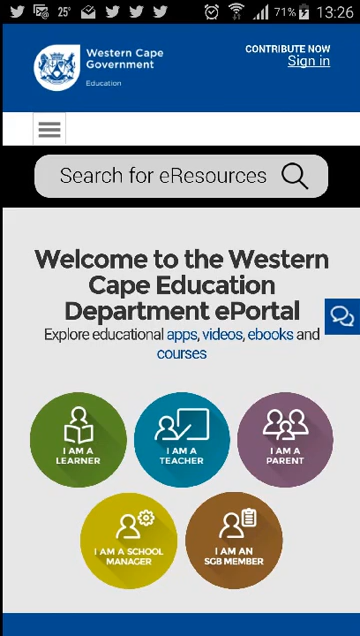 25°
71%
13:26
Western Cape
Government
Education
CONTRIBUTE NOW
Sign in
Search for eResources
Welcome to the Western
Cape Education
Department ePortal
Explore educational apps, videos, ebooks and
courses
I AM A
LEARNER
I AM A
TEACHER
I AM A
PARENT
I AM A SCHOOL
MANAGER
I AM AN
SGB MEMBER